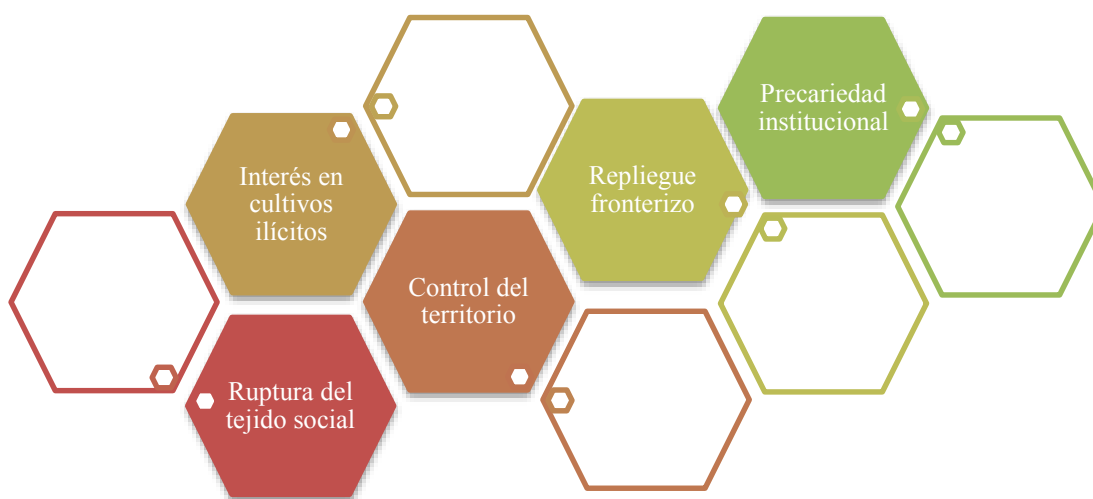 Precariedad
institucional
Interés en
cultivos
ilícitos
Repliegue
fronterizo
Control del
territorio
Ruptura del
tejido social